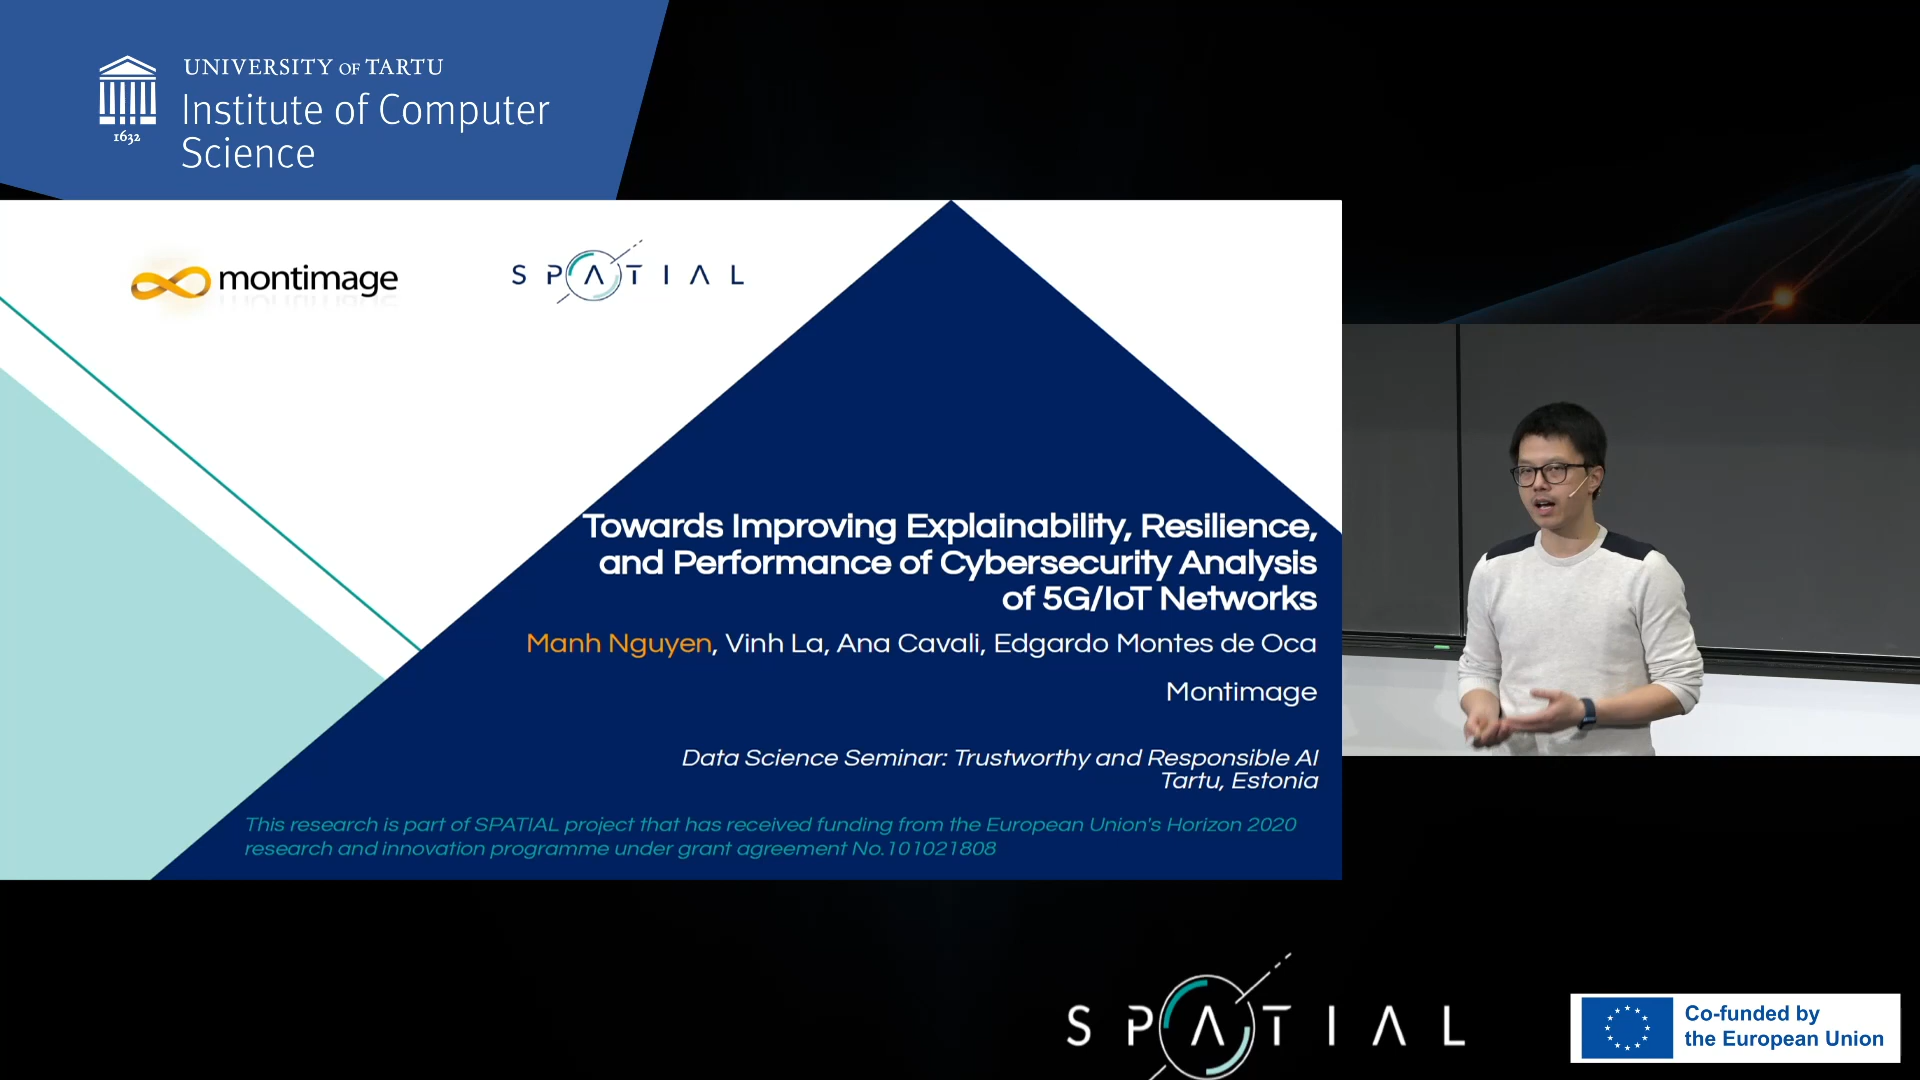 UNIVERSITY OF TARTU
Institute of Computer
Science
1632
montimage
SPATIAL
Towards Improving Explainability, Resilience,
and Performance of Cybersecurity Analysis
of 5G/IoT Networks
Manh Nguyen, Vinh La, Ana Cavali, Edgardo Montes de Oca
Montimage
Data Science Seminar: Trustworthy and Responsible AI
Tartu, Estonia
This research is part of SPATIAL project that has received funding from the European Union's Horizon 2020
research and innovation programme under grant agreement No.101021808
SPATIAL
Co-funded by
the European Union